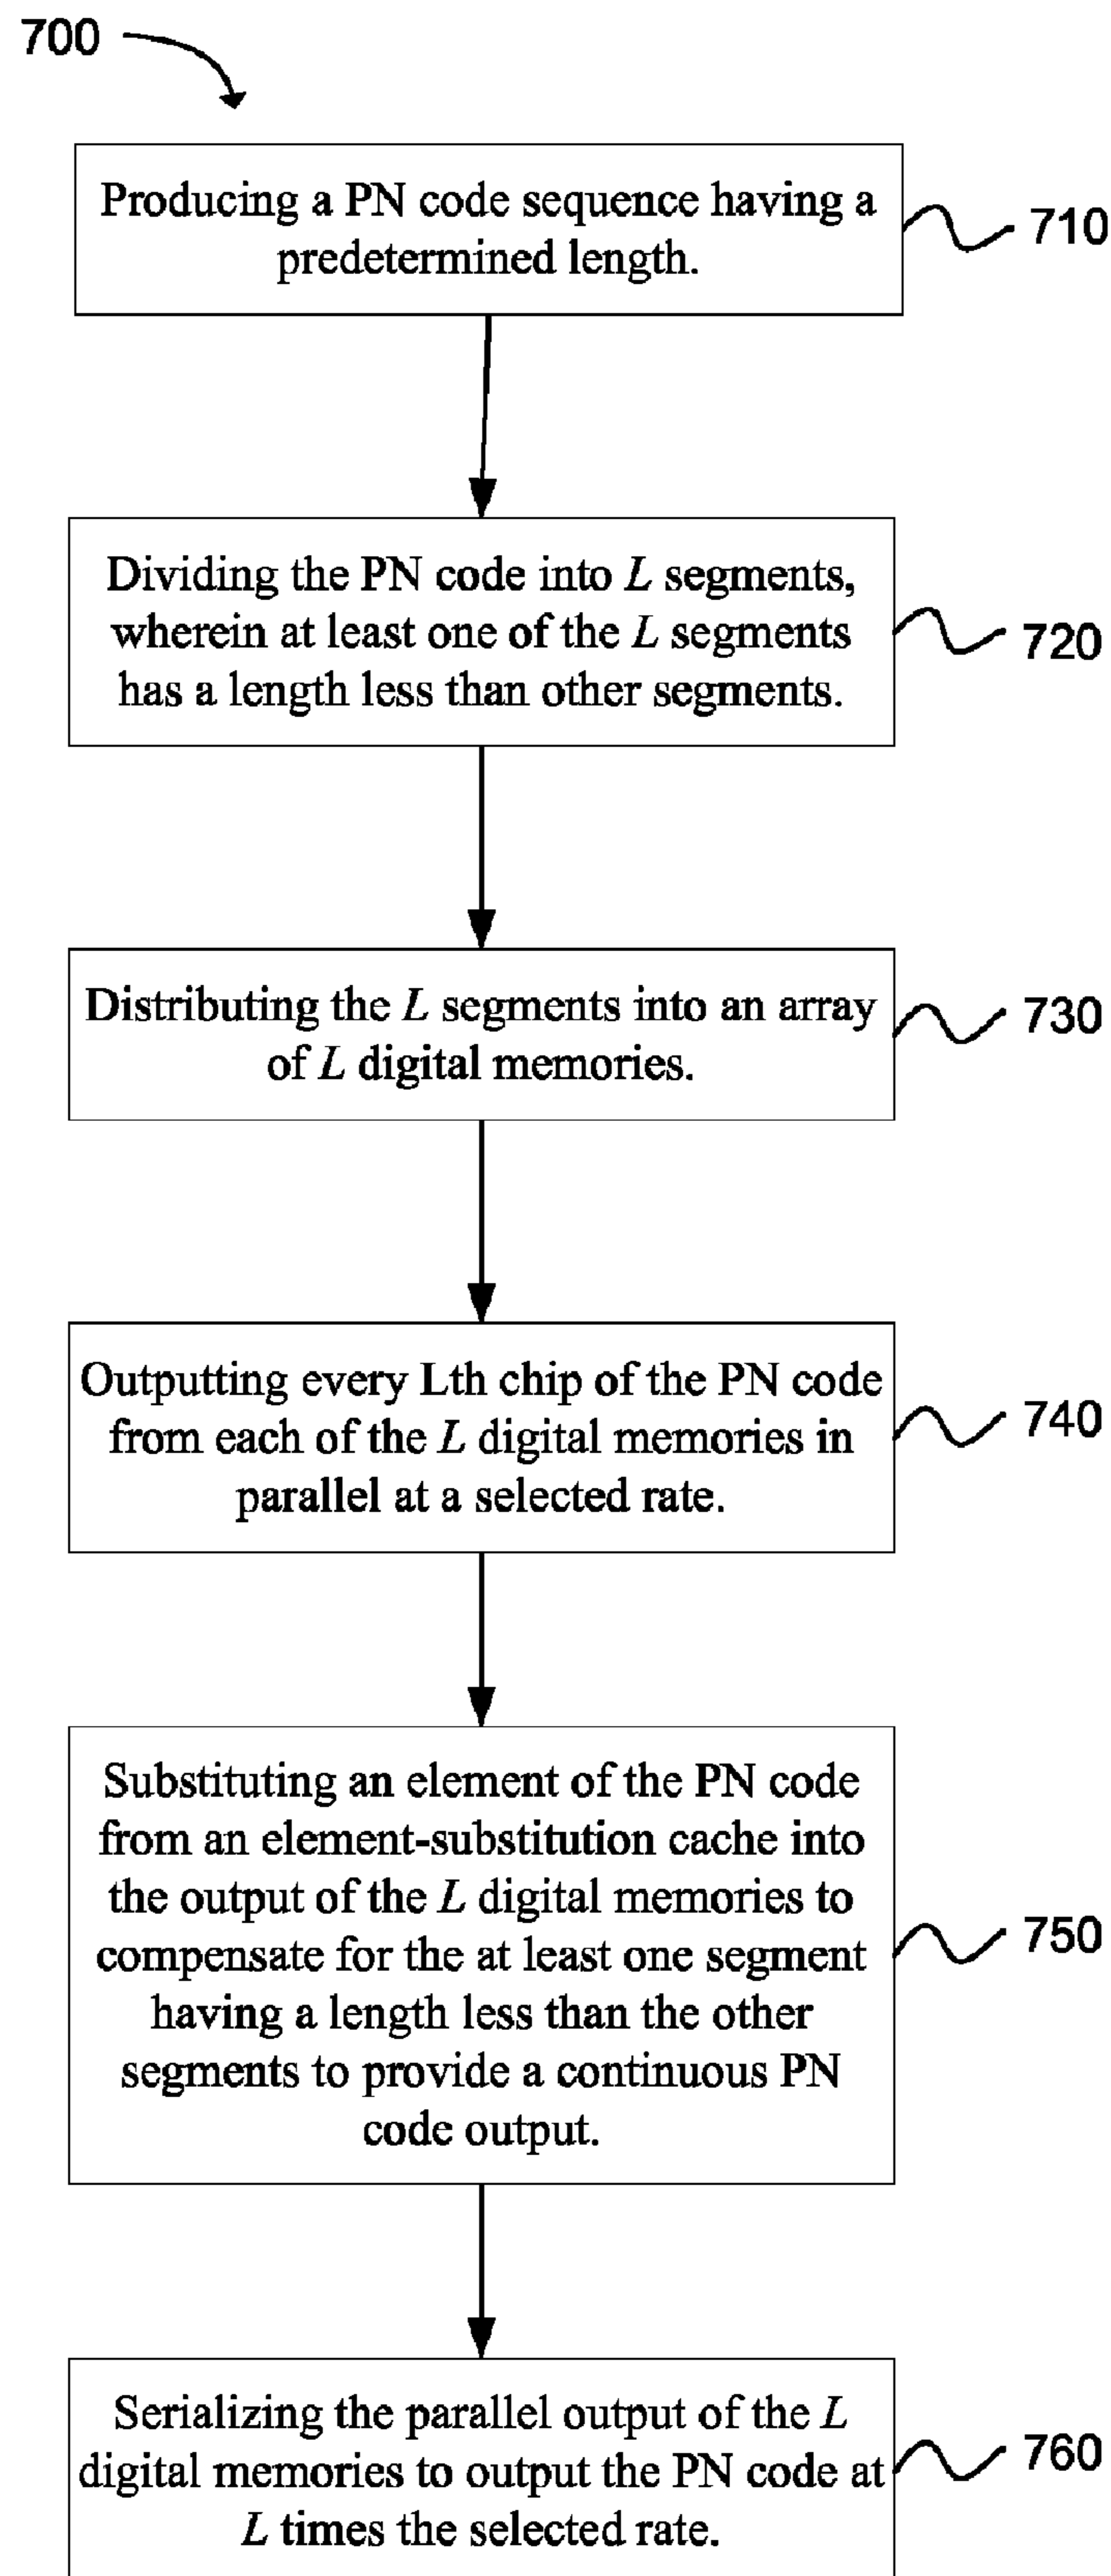 700
Producing a PN code sequence having a
predetermined length.
710
Dividing the PN code into L segments,
wherein at least one of the L segments
has a length less than other segments.
720
Distributing the L segments into an array
of L digital memories.
730
Outputting every Lth chip of the PN code
from each of the L digital memories in
parallel at a selected rate.
740
Substituting an element of the PN code
from an element-substitution cache into
the output of the L digital memories to
compensate for the at least one segment
having a length less than the other
segments to provide a continuous PN
code output.
750
Serializing the parallel output of the L
digital memories to output the PN code at
L times the selected rate.
760